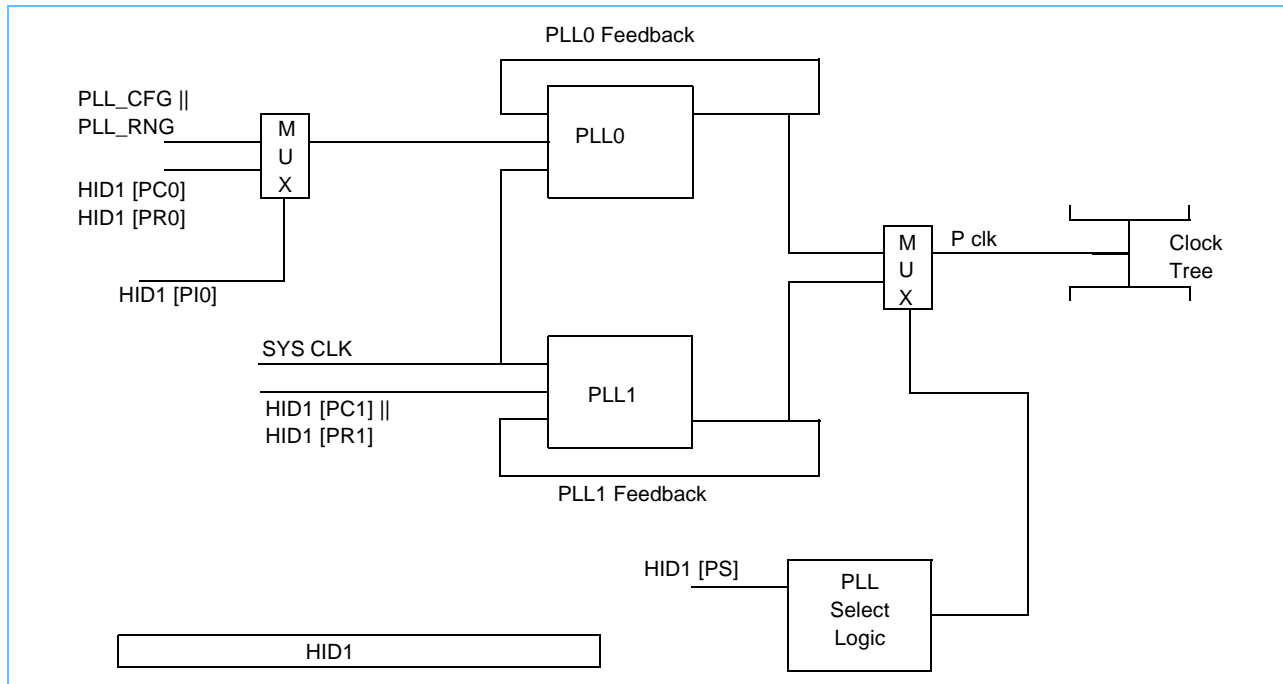 PLL0 Feedback
PLL_CFG ||
PLL_RNG
M
U
X
PLL0
HID1 [PC0]
HID1 [PR0]
HID1 [PI0]
M
U
X
P clk
Clock
Tree
SYS CLK
HID1 [PC1] ||
HID1 [PR1]
PLL1
PLL1 Feedback
HID1 [PS]
PLL
Select
Logic
HID1